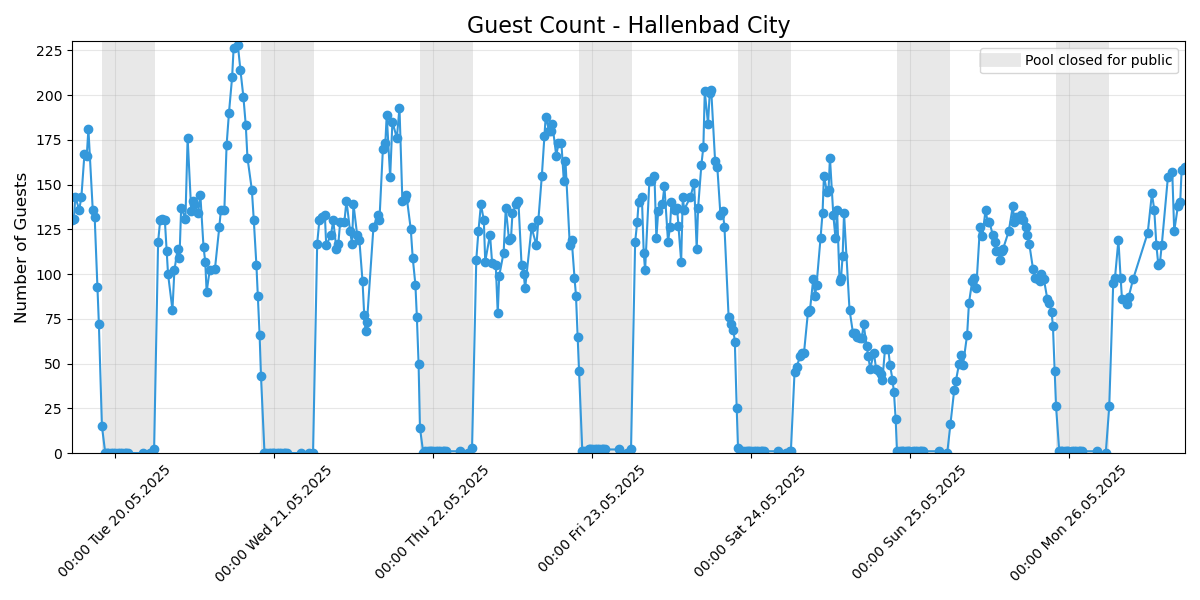 Guest Count - Hallenbad City
Pool closed for public
Number of Guests
225
200
175
150
125
100
75
50
25
0
00:00 Tue 20.05.2025
00:00 Wed 21.05.2025
00:00 Thu 22.05.2025
00:00 Fri 23.05.2025
00:00 Sat 24.05.2025
00:00 Sun 25.05.2025
00:00 Mon 26.05.2025